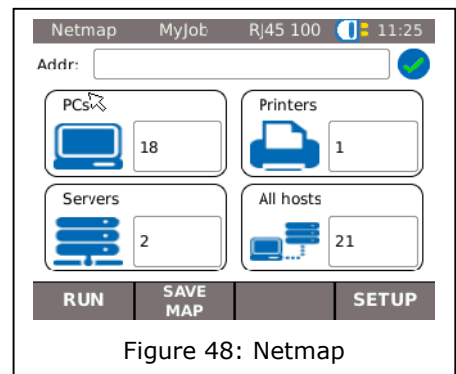 Netmap MyJob RJ45 100 11:25
Addr:
PCs Printers
18 1
Servers All hosts
2 21
RUN SAVE MAP SETUP
Figure 48: Netmap